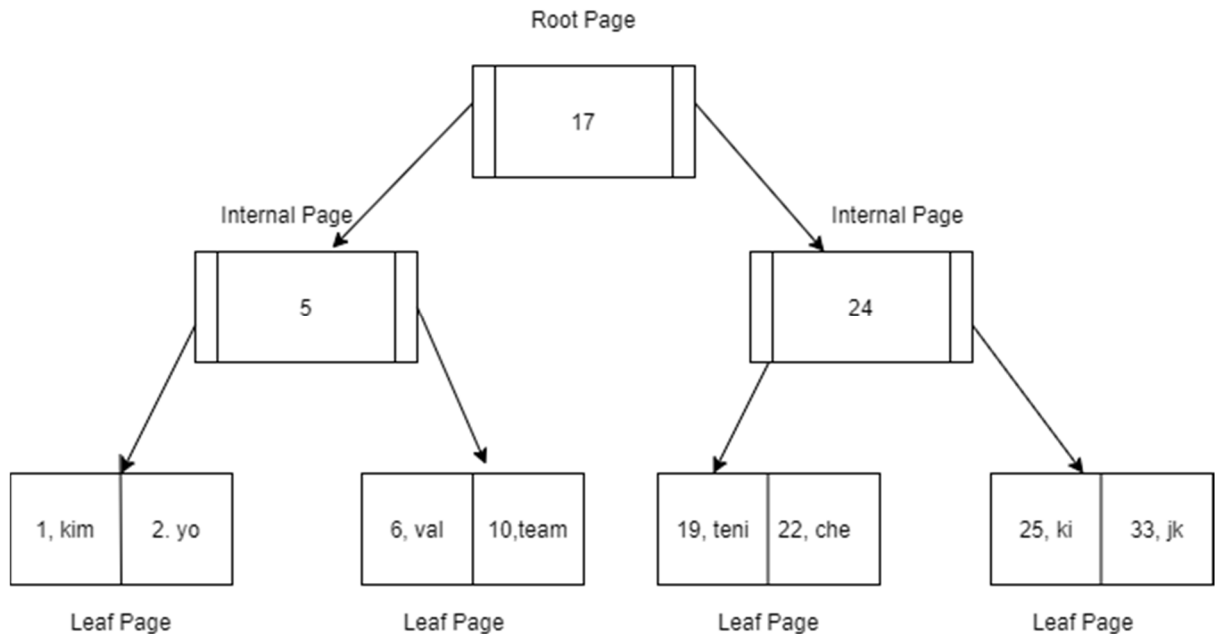 Root Page
17
Internal Page
Internal Page
5
24
1, kim
2. yo
6, val
10,team
19, teni
22, che
25, ki
33, jk
Leaf Page
Leaf Page
Leaf Page
Leaf Page